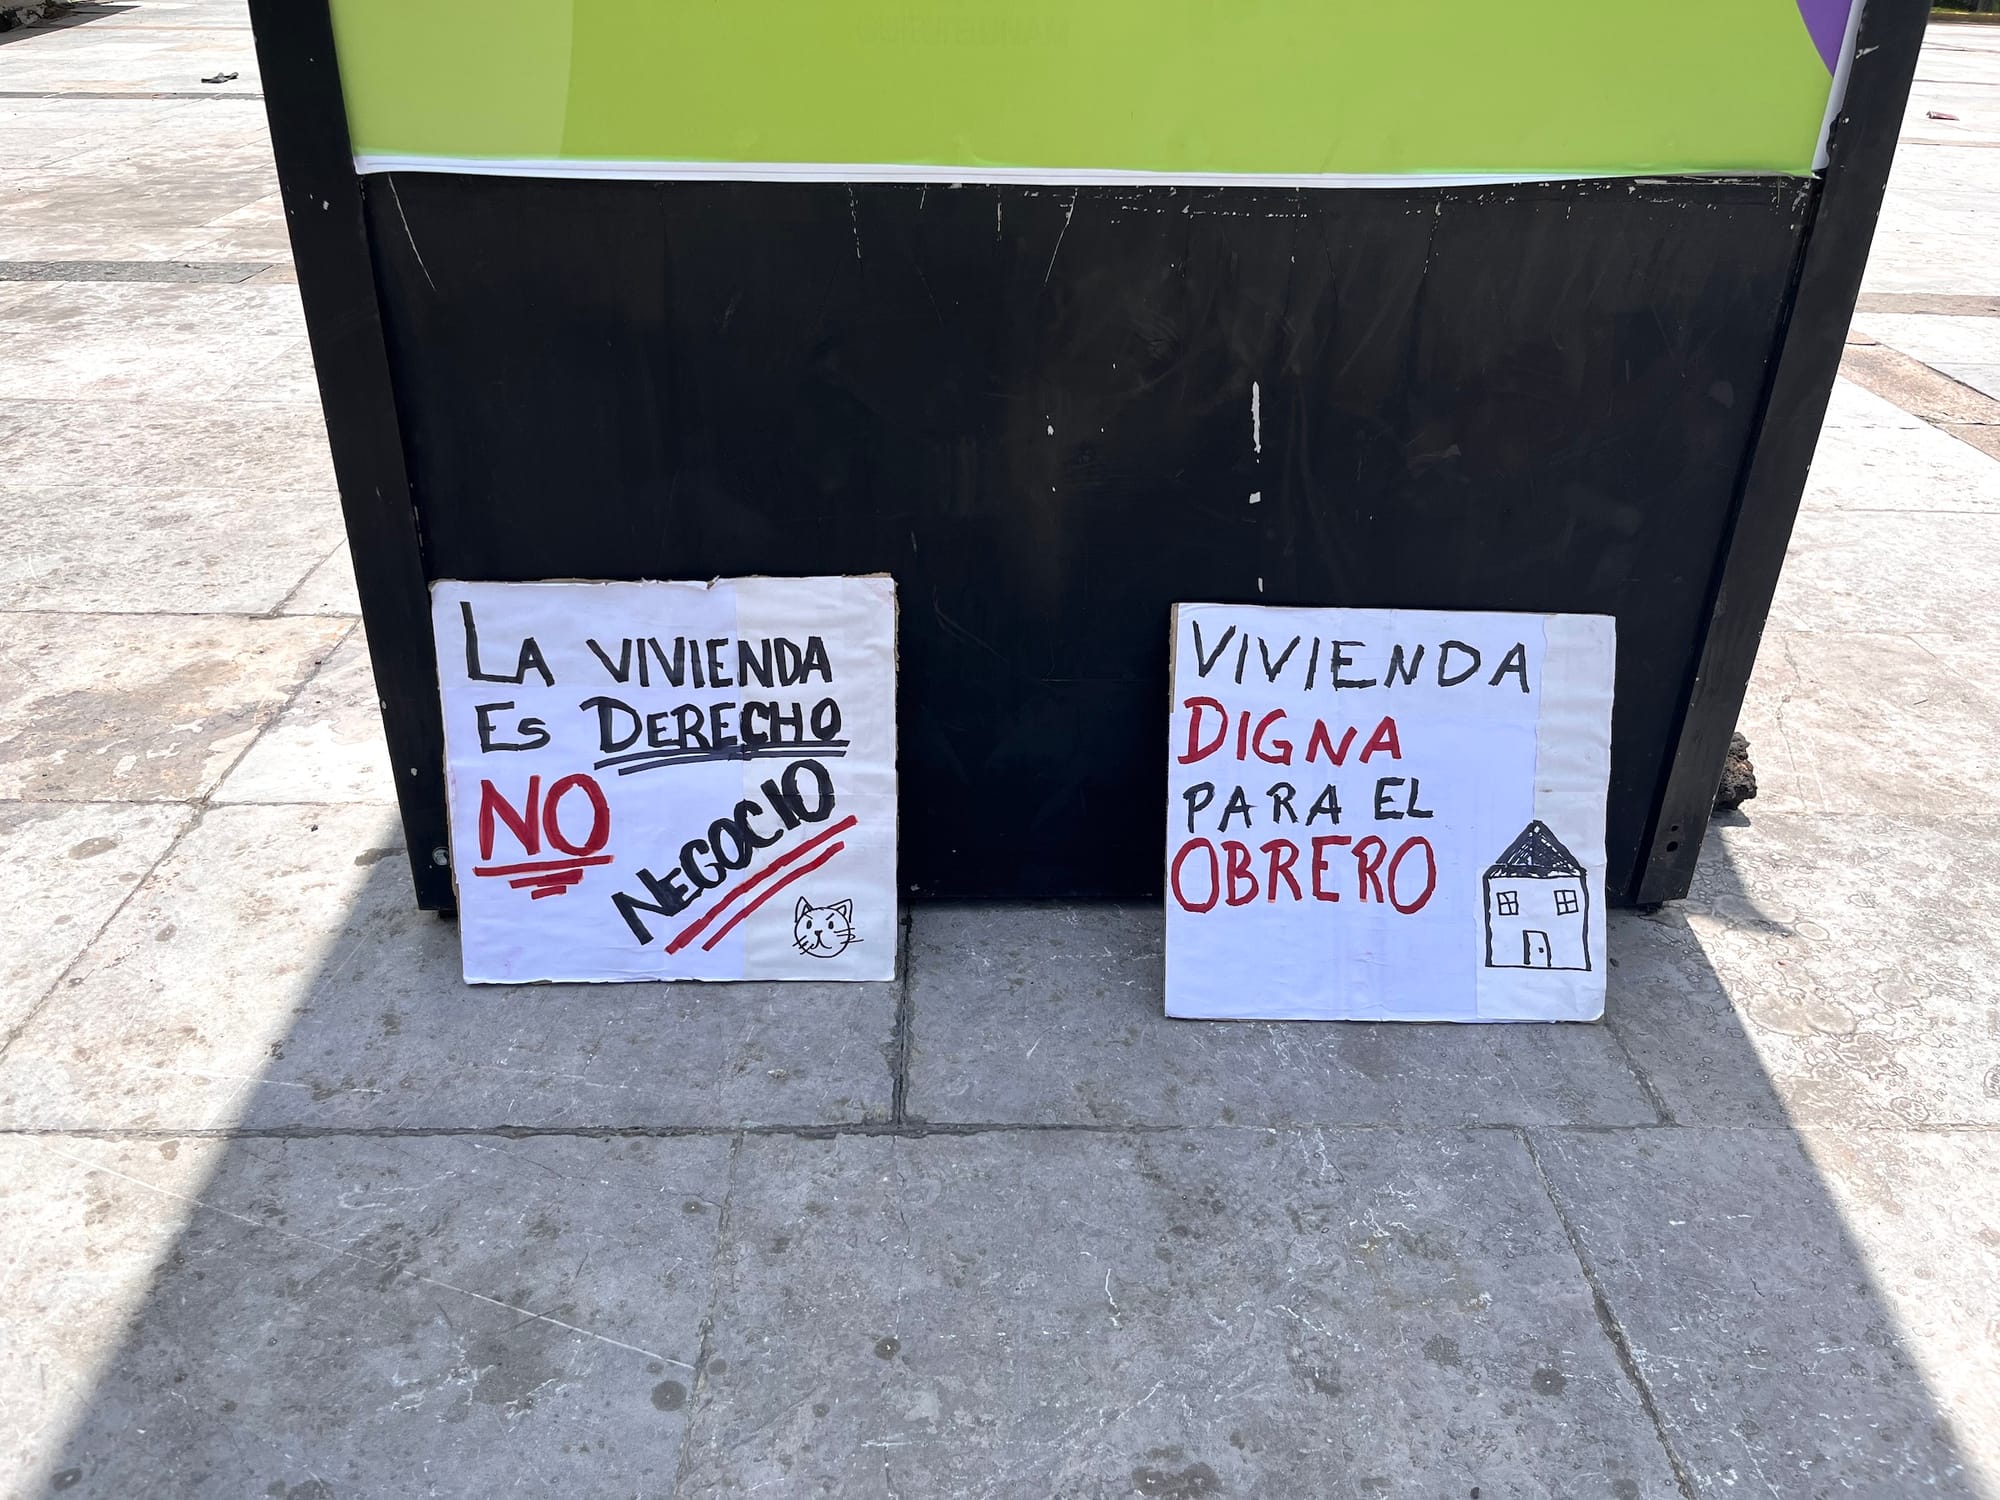 LA VIVIENDA
ES DERECHO
NO NEGOCIO
VIVIENDA
DIGNA
PARA EL
OBRERO